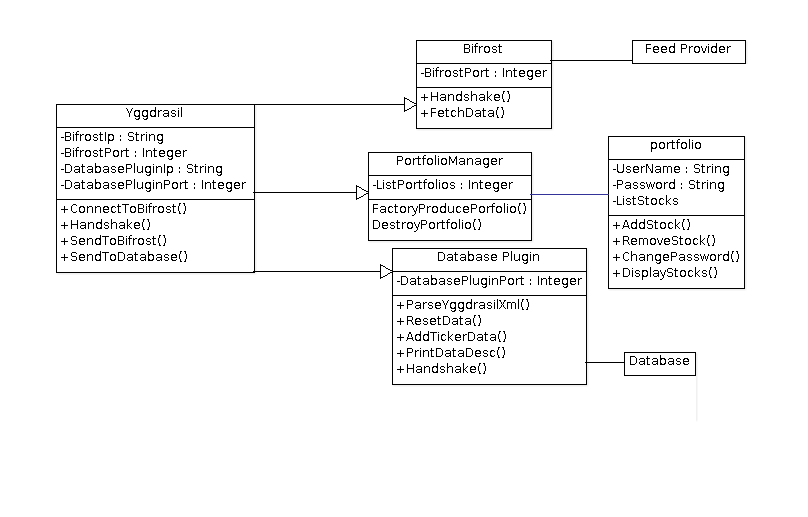 Bifrost
-BifrostPort : Integer
+Handshake()
+FetchData()
Feed Provider
Yggdrasil
-BifrostIp : String
-BifrostPort : Integer
-DatabasePluginIp : String
-DatabasePluginPort : Integer
+ConnectToBifrost()
+Handshake()
+SendToBifrost()
+SendToDatabase()
PortfolioManager
-ListPortfolios : Integer
FactoryProducePorfolio()
DestroyPortfolio()
portfolio
-UserName : String
-Password : String
-ListStocks
+AddStock()
+RemoveStock()
+ChangePassword()
+DisplayStocks()
Database Plugin
-DatabasePluginPort : Integer
+ParseYggdrasilXml()
+ResetData()
+AddTickerData()
+PrintDataDesc()
+Handshake()
Database